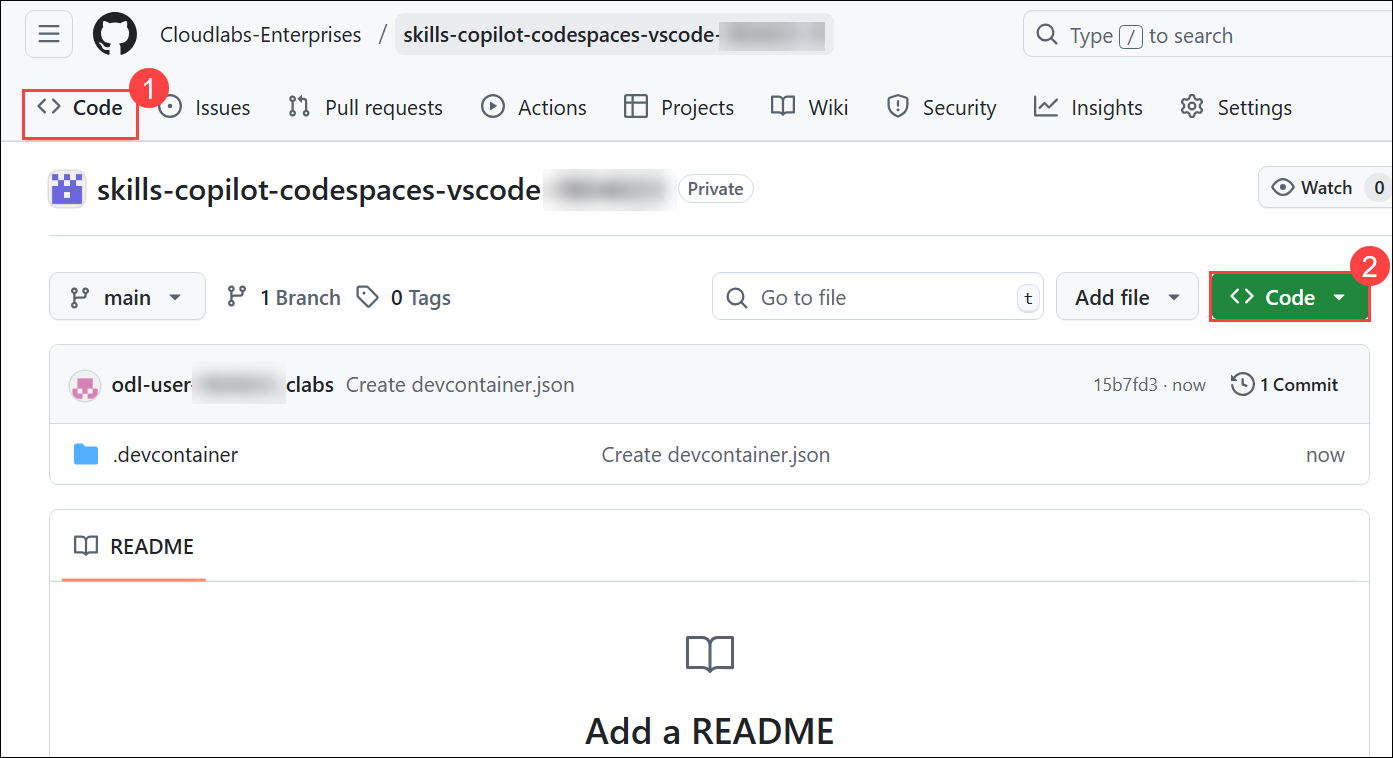 Cloudlabs-Enterprises / skills-copilot-codespaces-vscode- Type / to search
1
Code Issues Pull requests Actions Projects Wiki Security Insights Settings
skills-copilot-codespaces-vscode Private Watch 0
2
main 1 Branch 0 Tags Go to file t Add file Code
odl-user- clabs Create devcontainer.json 15b7fd3 · now 1 Commit
.devcontainer Create devcontainer.json now
README
Add a README